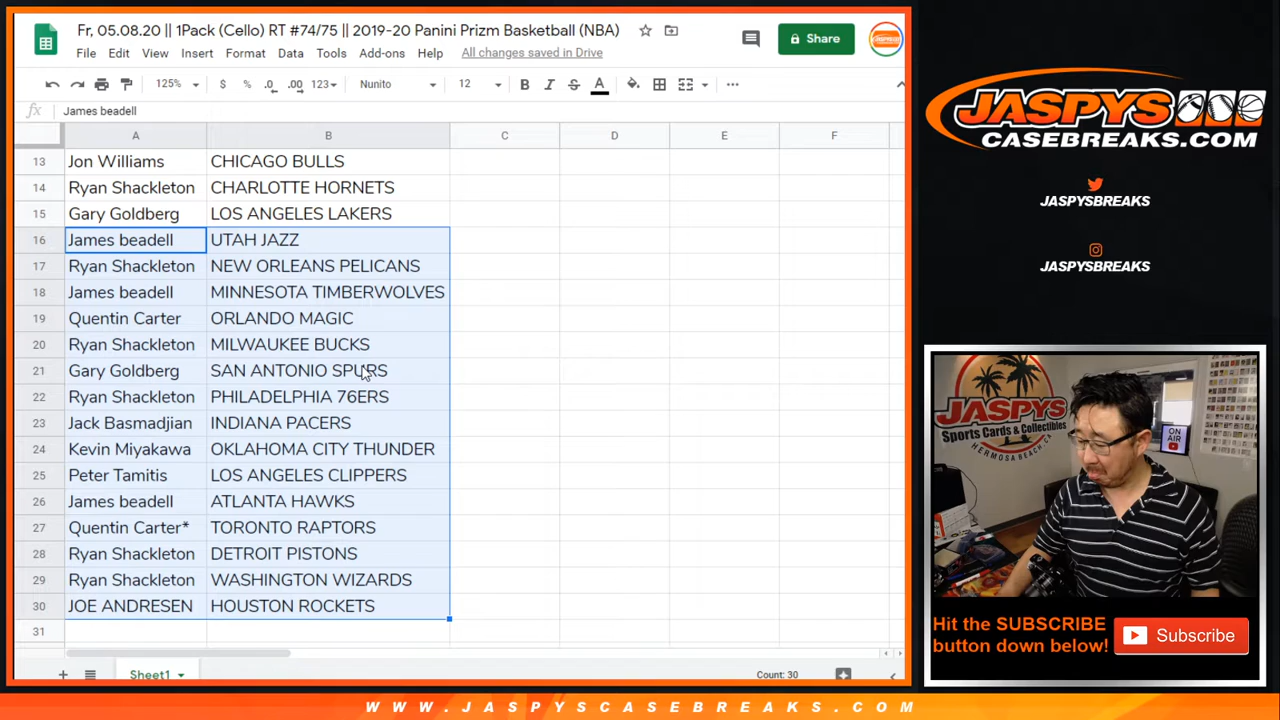 Fr, 05.08.20 || 1Pack (Cello) RT #74/75 || 2019-20 Panini Prizm Basketball (NBA)
Share
File Edit View Insert Format Data Tools Add-ons Help All changes saved in Drive
125% $ % .0 .00 123 Nunito 12 B I S A
fx James beadell
A B C D E F
13 Jon Williams CHICAGO BULLS
14 Ryan Shackleton CHARLOTTE HORNETS
15 Gary Goldberg LOS ANGELES LAKERS
16 James beadell UTAH JAZZ
17 Ryan Shackleton NEW ORLEANS PELICANS
18 James beadell MINNESOTA TIMBERWOLVES
19 Quentin Carter ORLANDO MAGIC
20 Ryan Shackleton MILWAUKEE BUCKS
21 Gary Goldberg SAN ANTONIO SPURS
22 Ryan Shackleton PHILADELPHIA 76ERS
23 Jack Basmadjian INDIANA PACERS
24 Kevin Miyakawa OKLAHOMA CITY THUNDER
25 Peter Tamitis LOS ANGELES CLIPPERS
26 James beadell ATLANTA HAWKS
27 Quentin Carter* TORONTO RAPTORS
28 Ryan Shackleton DETROIT PISTONS
29 Ryan Shackleton WASHINGTON WIZARDS
30 JOE ANDRESEN HOUSTON ROCKETS
31
Sheet1 Count: 30
JASPYS
CASEBREAKS.COM
JASPYSBREAKS
JASPYSBREAKS
JASPYS
Sports Cards & Collectibles
HERMOSA BEACH, CA
ON
AIR
Hit the SUBSCRIBE
button down below!
Subscribe
WWW.JASPYSCASEBREAKS.COM